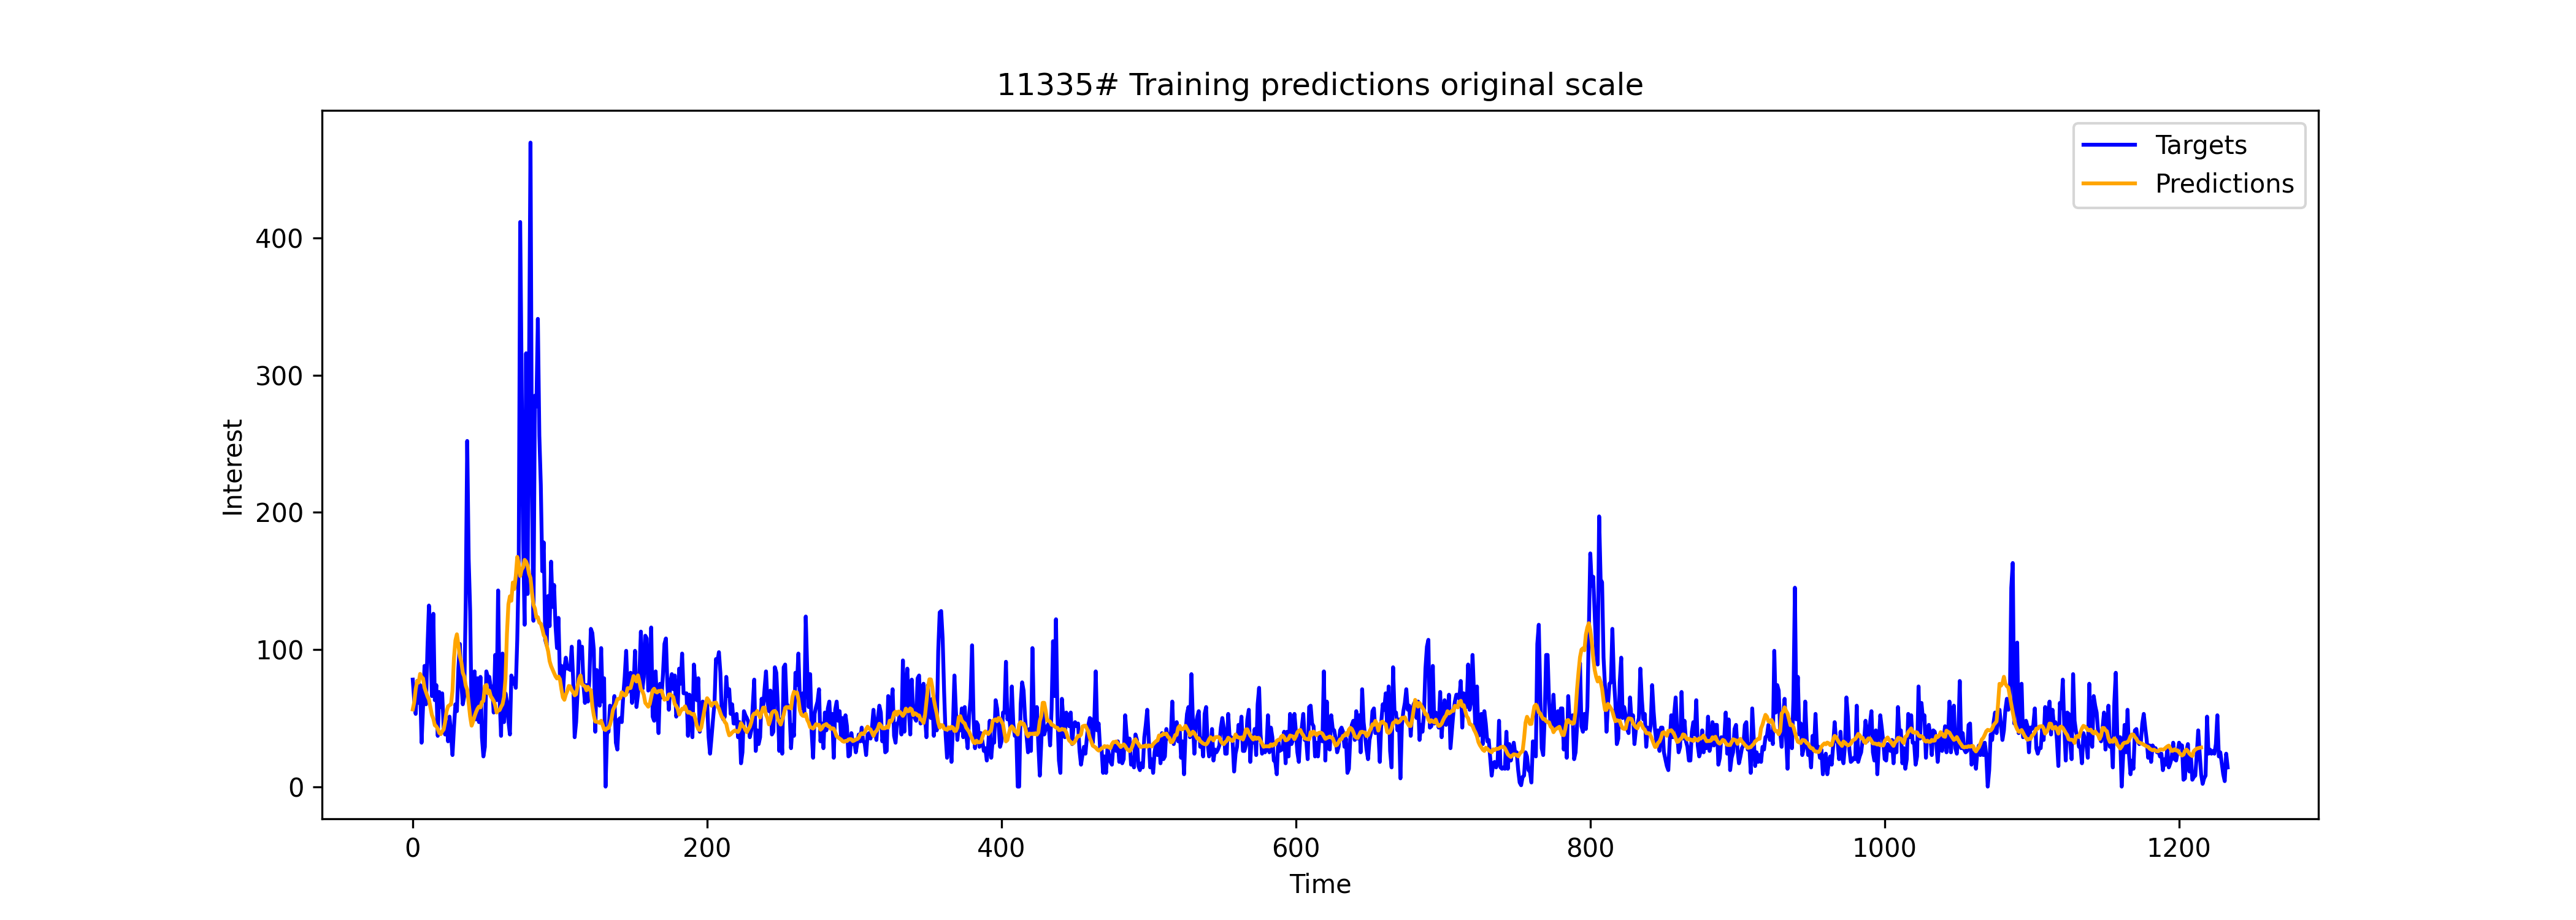 11335# Training predictions original scale
Targets
Predictions
400
300
200
100
0
Interest
0 200 400 600 800 1000 1200
Time